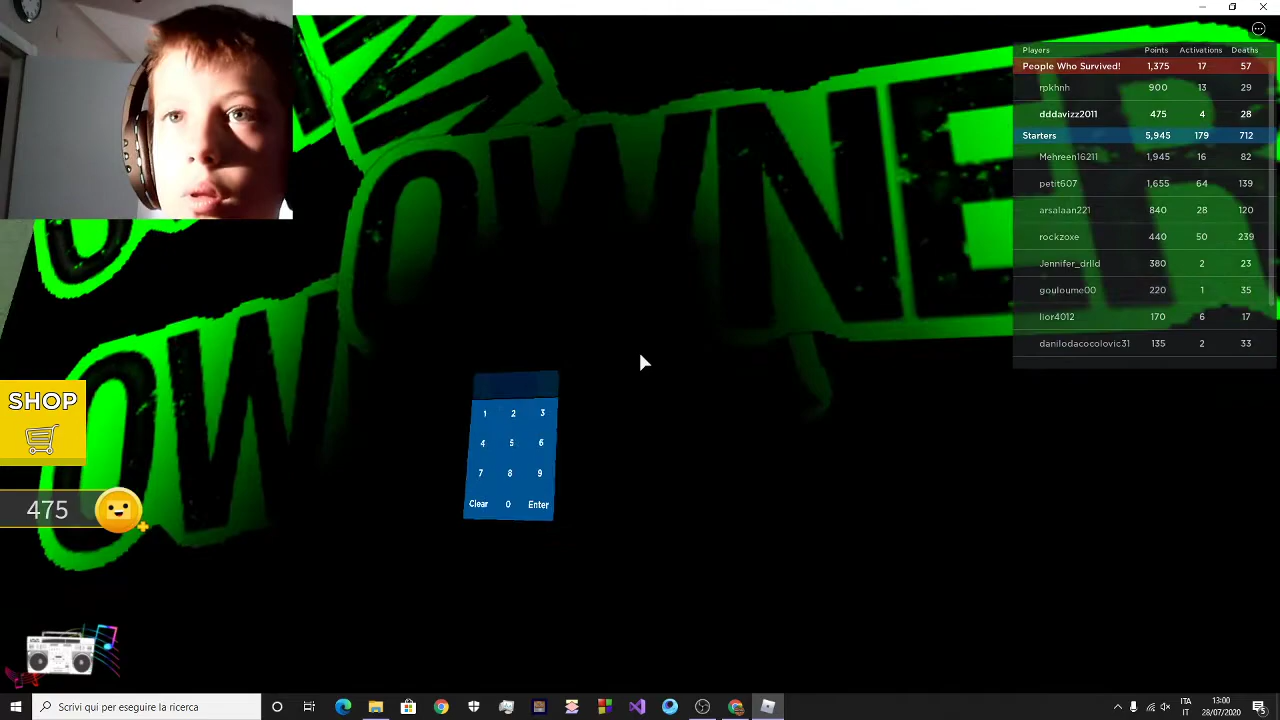 Players Points Activations Deaths
People Who Survived! 1,375 17 57
rpkhnh 900 13 29
dddavizz2011 475 4 28
Starters 5,945 179 712
Mehreen16211 1,945 16 82
petit607 1,655 64 139
arsalaan221 840 28 120
rockzoxe 440 50 239
Jennifer_drlld 380 2 23
gouloume00 220 1 35
lior4012 170 6 17
danilodacocolovic31 135 2 33
OWNER
OW
SHOP
475
1 2 3
4 5 6
7 8 9
Clear 0 Enter
Scrivi qui per eseguire la ricerca
ITA
IT
13:00
28/07/2020